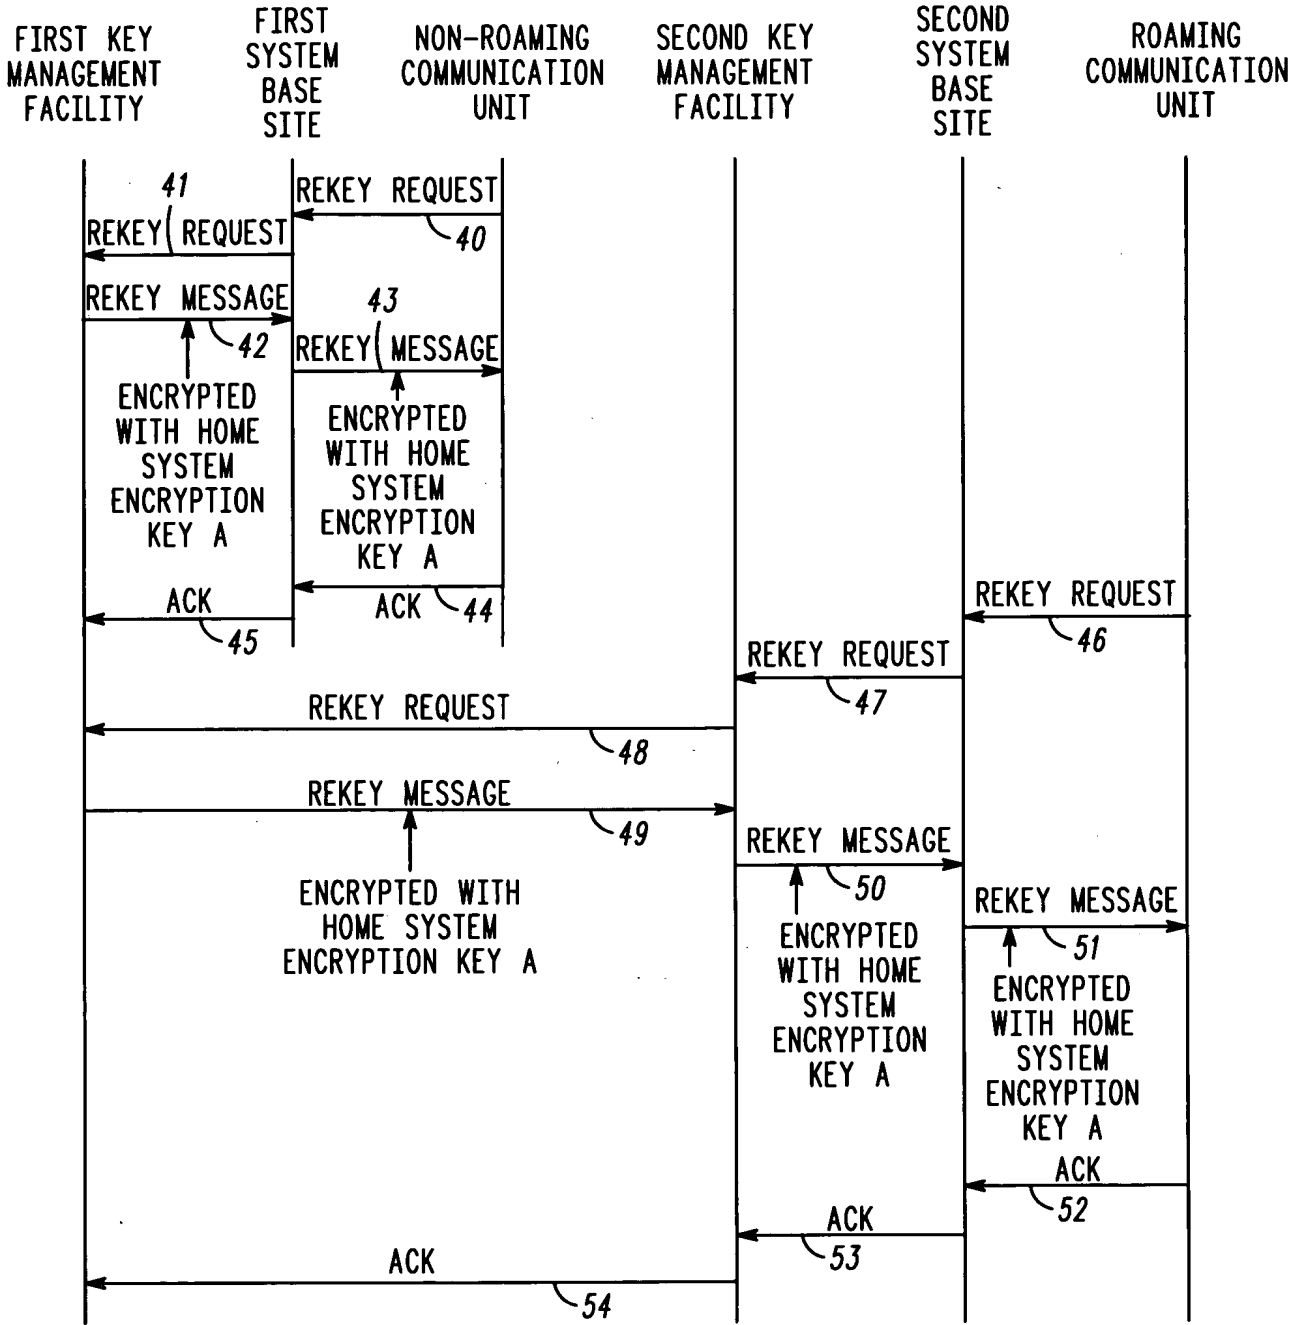 FIRST KEY
MANAGEMENT
FACILITY
FIRST
SYSTEM
BASE
SITE
NON-ROAMING
COMMUNICATION
UNIT
SECOND KEY
MANAGEMENT
FACILITY
SECOND
SYSTEM
BASE
SITE
ROAMING
COMMUNICATION
UNIT
41
REKEY REQUEST
40
REKEY REQUEST
REKEY MESSAGE
42
43
REKEY MESSAGE
ENCRYPTED
WITH HOME
SYSTEM
ENCRYPTION
KEY A
ENCRYPTED
WITH HOME
SYSTEM
ENCRYPTION
KEY A
ACK
44
ACK
45
REKEY REQUEST
46
REKEY REQUEST
47
REKEY REQUEST
48
REKEY MESSAGE
49
ENCRYPTED WITH
HOME SYSTEM
ENCRYPTION KEY A
REKEY MESSAGE
50
ENCRYPTED
WITH HOME
SYSTEM
ENCRYPTION
KEY A
REKEY MESSAGE
51
ENCRYPTED
WITH HOME
SYSTEM
ENCRYPTION
KEY A
ACK
52
ACK
53
ACK
54